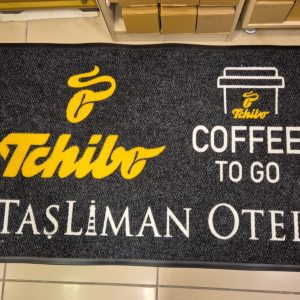 Tchibo
Tchibo
COFFEE
TO GO
TAŞLİMAN OTEL